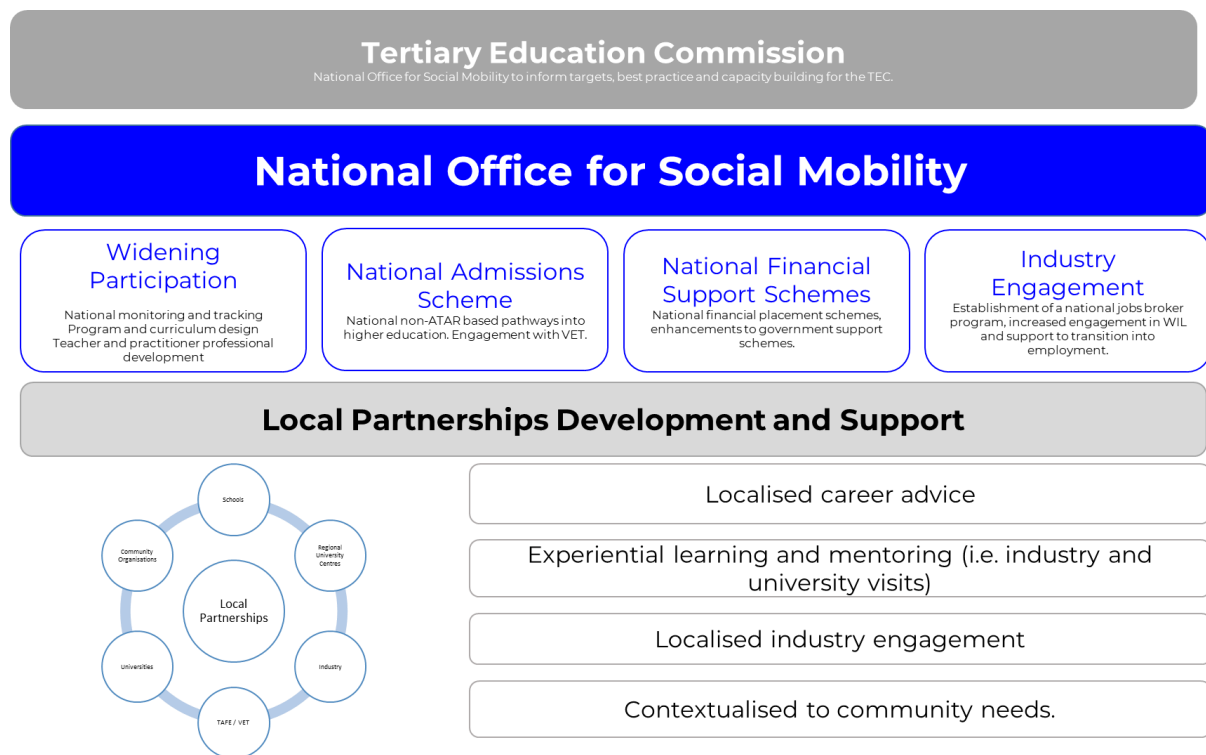 Tertiary Education Commission
National Office for Social Mobility to inform targets, best practice and capacity building for the TEC.
National Office for Social Mobility
Widening
Participation
National monitoring and tracking
Program and curriculum design
Teacher and practitioner professional
development
National Admissions
Scheme
National non-ATAR based pathways into
higher education. Engagement with VET.
National Financial
Support Schemes
National financial placement schemes,
enhancements to government support
schemes.
Industry
Engagement
Establishment of a national jobs broker
program, increased engagement in WIL
and support to transition into
employment.
Local Partnerships Development and Support
Schools
Regional
University
Centres
Industry
TAFE / VET
Universities
Community
Organisations
Local
Partnerships
Localised career advice
Experiential learning and mentoring (i.e. industry and
university visits)
Localised industry engagement
Contextualised to community needs.